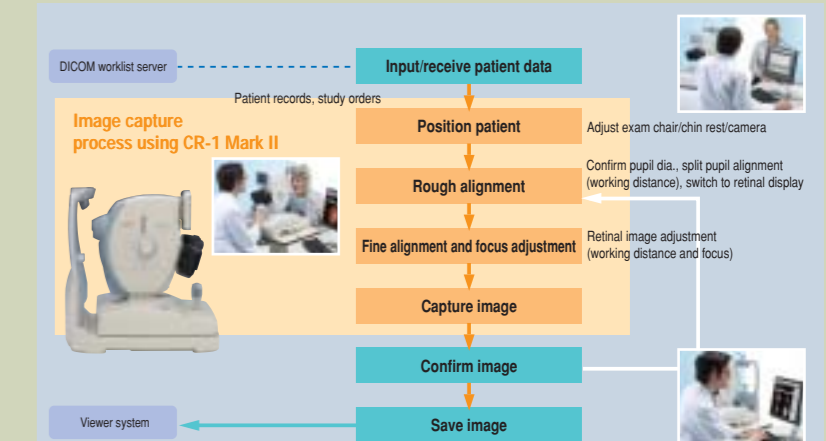 DICOM worklist server
Input/receive patient data
Patient records, study orders
Image capture
process using CR-1 Mark II
Position patient
Adjust exam chair/chin rest/camera
Rough alignment
Confirm pupil dia., split pupil alignment
(working distance), switch to retinal display
Fine alignment and focus adjustment
Retinal image adjustment
(working distance and focus)
Capture image
Confirm image
Viewer system
Save image